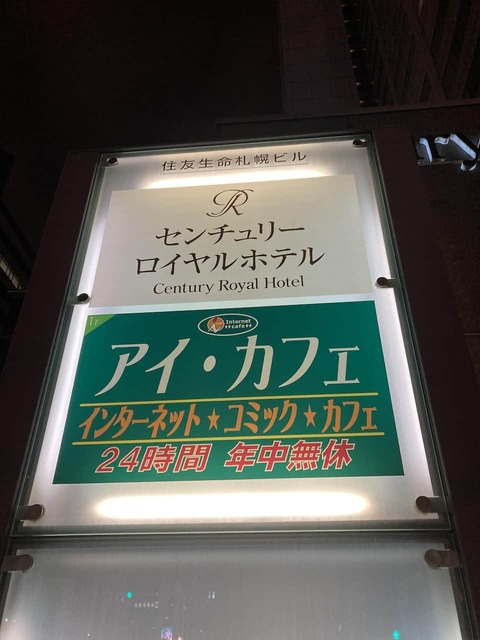 住友生命札幌ビル
R
センチュリー
ロイヤルホテル
Century Royal Hotel
1F
Internet
cafe
アイ・カフェ
インターネット★コミック★カフェ
24時間 年中無休